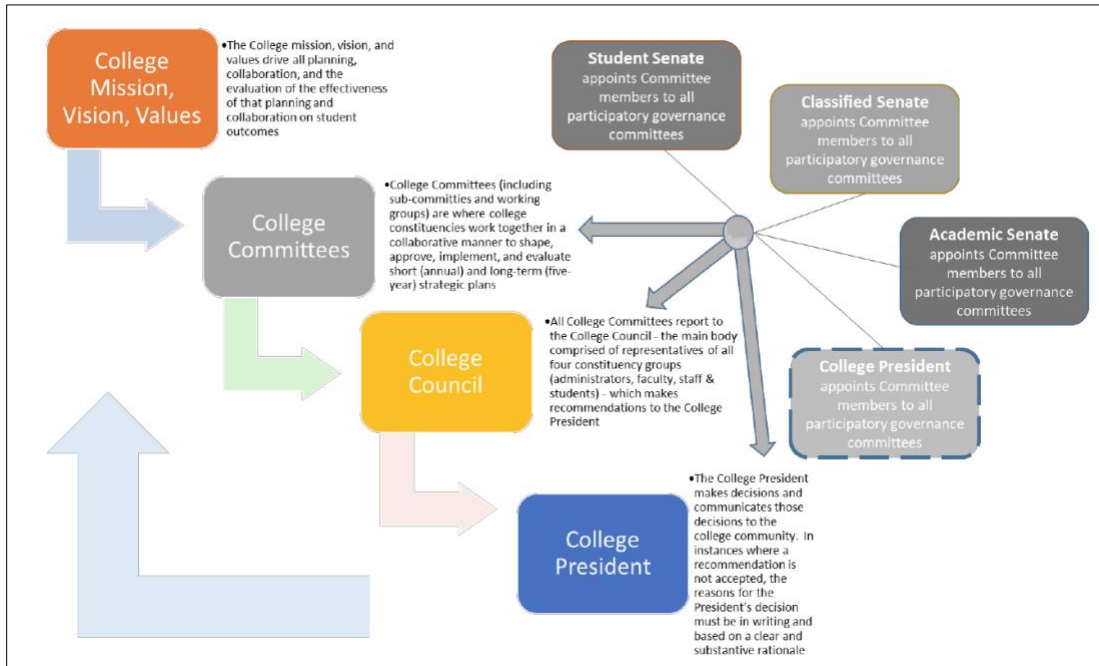 College
Mission,
Vision, Values
•The College mission, vision, and
values drive all planning,
collaboration, and the
evaluation of the effectiveness
of that planning and
collaboration on student
outcomes
Student Senate
appoints Committee
members to all
participatory governance
committees
Classified Senate
appoints Committee
members to all
participatory governance
committees
College
Committees
•College Committees (including
sub-committies and working
groups) are where college
constituencies work together in a
collaborative manner to shape,
approve, implement, and evaluate
short (annual) and long-term (five-
year) strategic plans
Academic Senate
appoints Committee
members to all
participatory governance
committees
College
Council
•All College Committees report to
the College Council - the main body
comprised of representatives of all
four constituency groups
(administrators, faculty, staff &
students) - which makes
recommendations to the College
President
College President
appoints Committee
members to all
participatory governance
committees
College
President
•The College President
makes decisions and
communicates those
decisions to the
college community. In
instances where a
recommendation is
not accepted, the
reasons for the
President's decision
must be in writing and
based on a clear and
substantive rationale